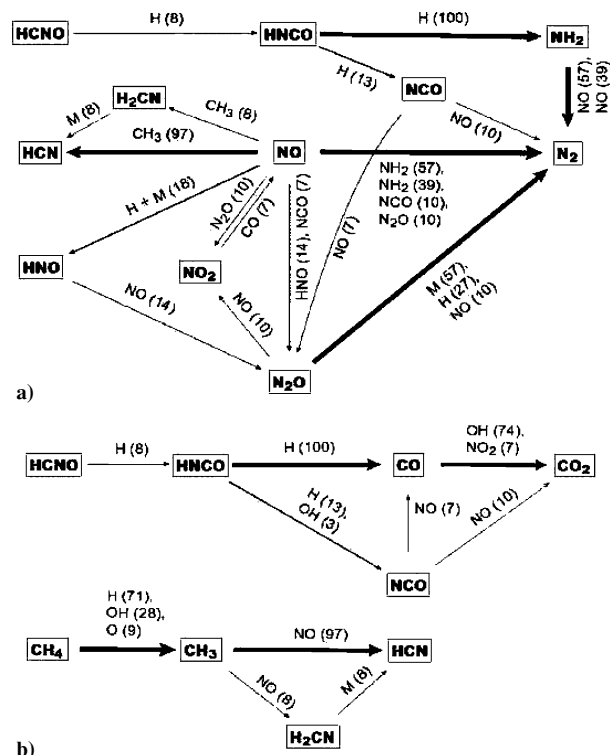 H (8)
H (100)
HCNO
HNCO
NH₂
H (13)
NO (57),
NO (39)
H₂CN
NCO
M (8)
CH₃ (8)
NO (10)
CH₃ (97)
HCN
NO
N₂
NH₂ (57),
NH₂ (39),
NCO (10),
N₂O (10)
H + M (18)
N₂O (10)
CO (7)
HNO (14), NCO (7)
NO (7)
HNO
NO₂
M (57),
H (27),
NO (10)
NO (14)
NO (10)
N₂O
a)
OH (74),
NO₂ (7)
H (8)
H (100)
HCNO
HNCO
CO
CO₂
H (13),
OH (3)
NO (7)
NO (10)
NCO
H (71),
OH (28),
O (9)
NO (97)
CH₄
CH₃
HCN
NO (8)
M (8)
H₂CN
b)